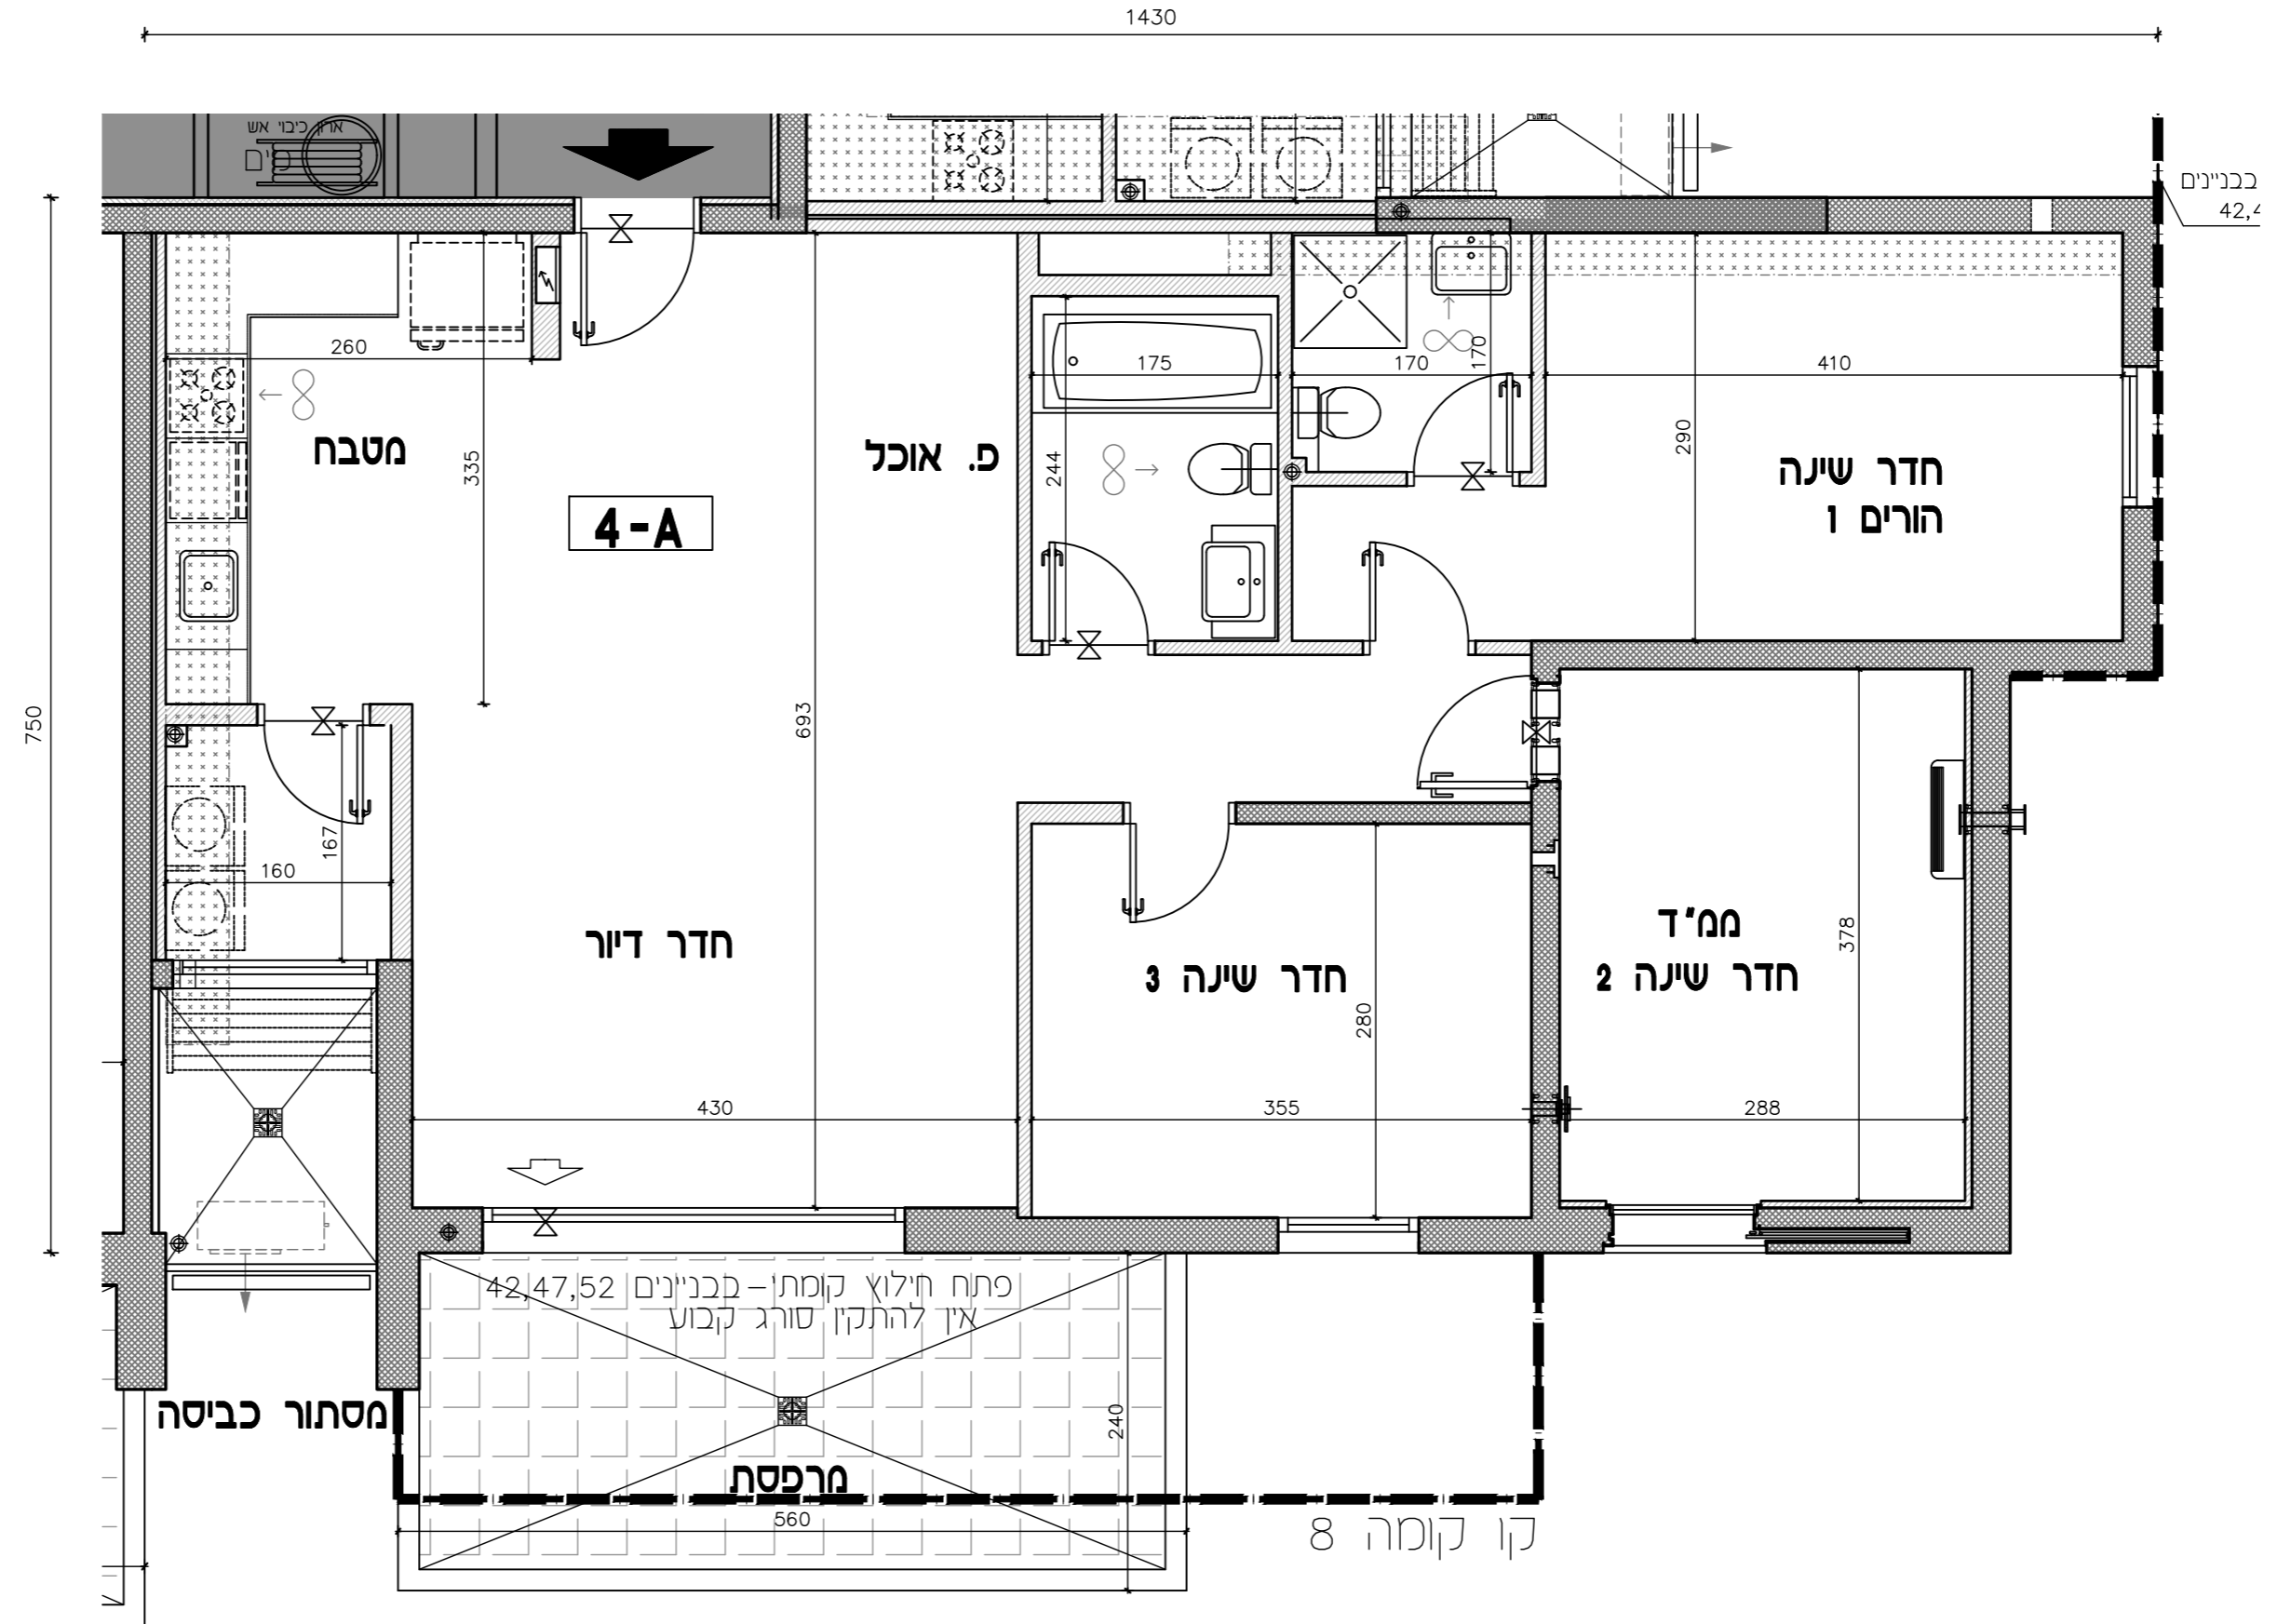 1430
ארון כיבוי אש
מים
בבניינים
42,4
260
175
170
170
410
מטבח
335
פ. אוכל
244
290
חדר שינה
הורים 1
4-A
750
693
167
160
חדר דיור
ממ"ד
חדר שינה 2
378
חדר שינה 3
280
430
355
288
פתח חילוץ קומתי – בבניינים 42,47,52
אין להתקין סורג קבוע
מסתור כביסה
240
מרפסת
560
קו קומה 8